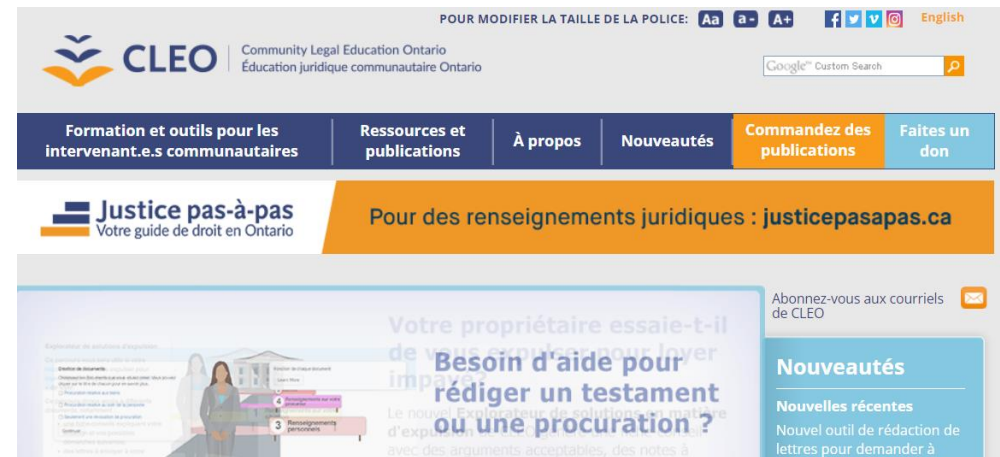 POUR MODIFIER LA TAILLE DE LA POLICE: Aa a- A+ English
CLEO Community Legal Education Ontario
Éducation juridique communautaire Ontario
Google™ Custom Search
Formation et outils pour les
intervenant.e.s communautaires
Ressources et
publications
À propos
Nouveautés
Commandez des
publications
Faites un
don
Justice pas-à-pas
Votre guide de droit en Ontario
Pour des renseignements juridiques : justicepasapas.ca
Votre propriétaire essaie-t-il
de vous expulser pour loyer
impayé?
Le nouvel Explorateur de solutions en matière
d'expulsion de
avec des arguments acceptables, des notes à
Besoin d'aide pour
rédiger un testament
ou une procuration ?
4 Renseignements sur votre
3 Renseignements
personnels
Abonnez-vous aux courriels
de CLEO
Nouveautés
Nouvelles récentes
Nouvel outil de rédaction de
lettres pour demander à